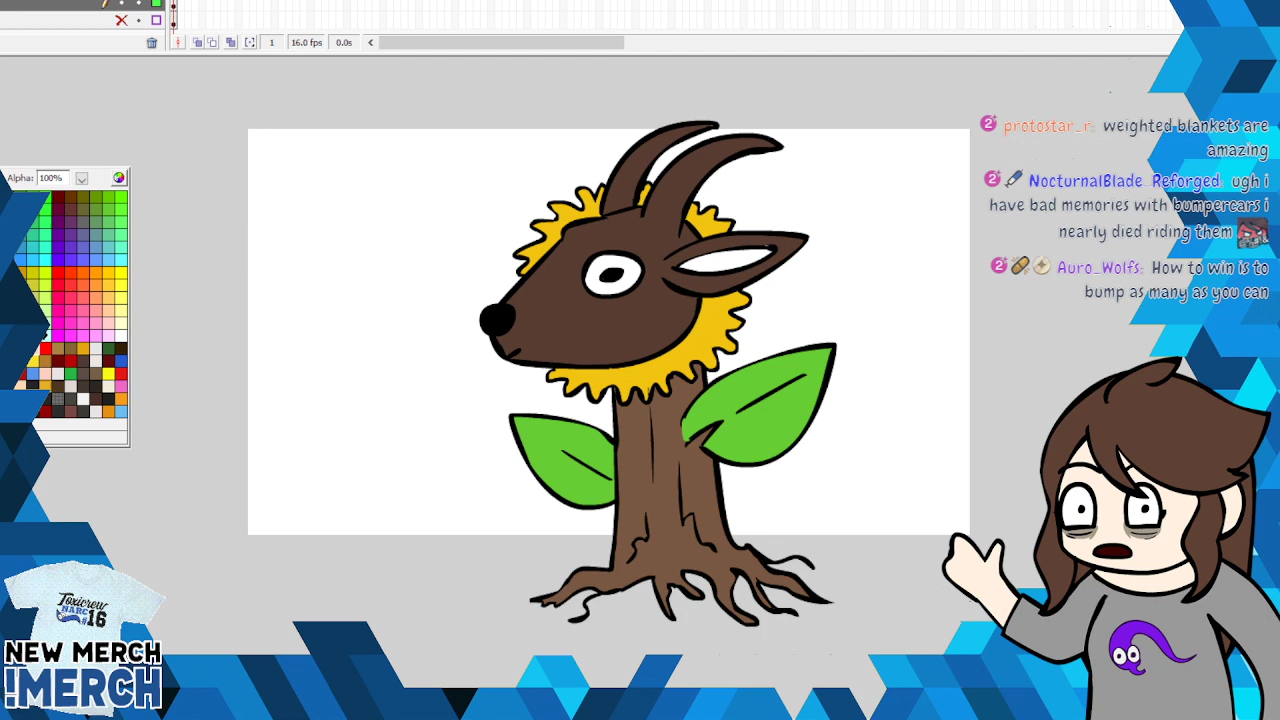 1 16.0 fps 0.0s
Alpha: 100%
protostar_r: weighted blankets are
amazing
NocturnalBlade_Reforged: ugh i
have bad memories with bumpercars i
nearly died riding them
Auro_Wolfs: How to win is to
bump as many as you can
Toxicrew
NARC
#16
NEW MERCH
!MERCH